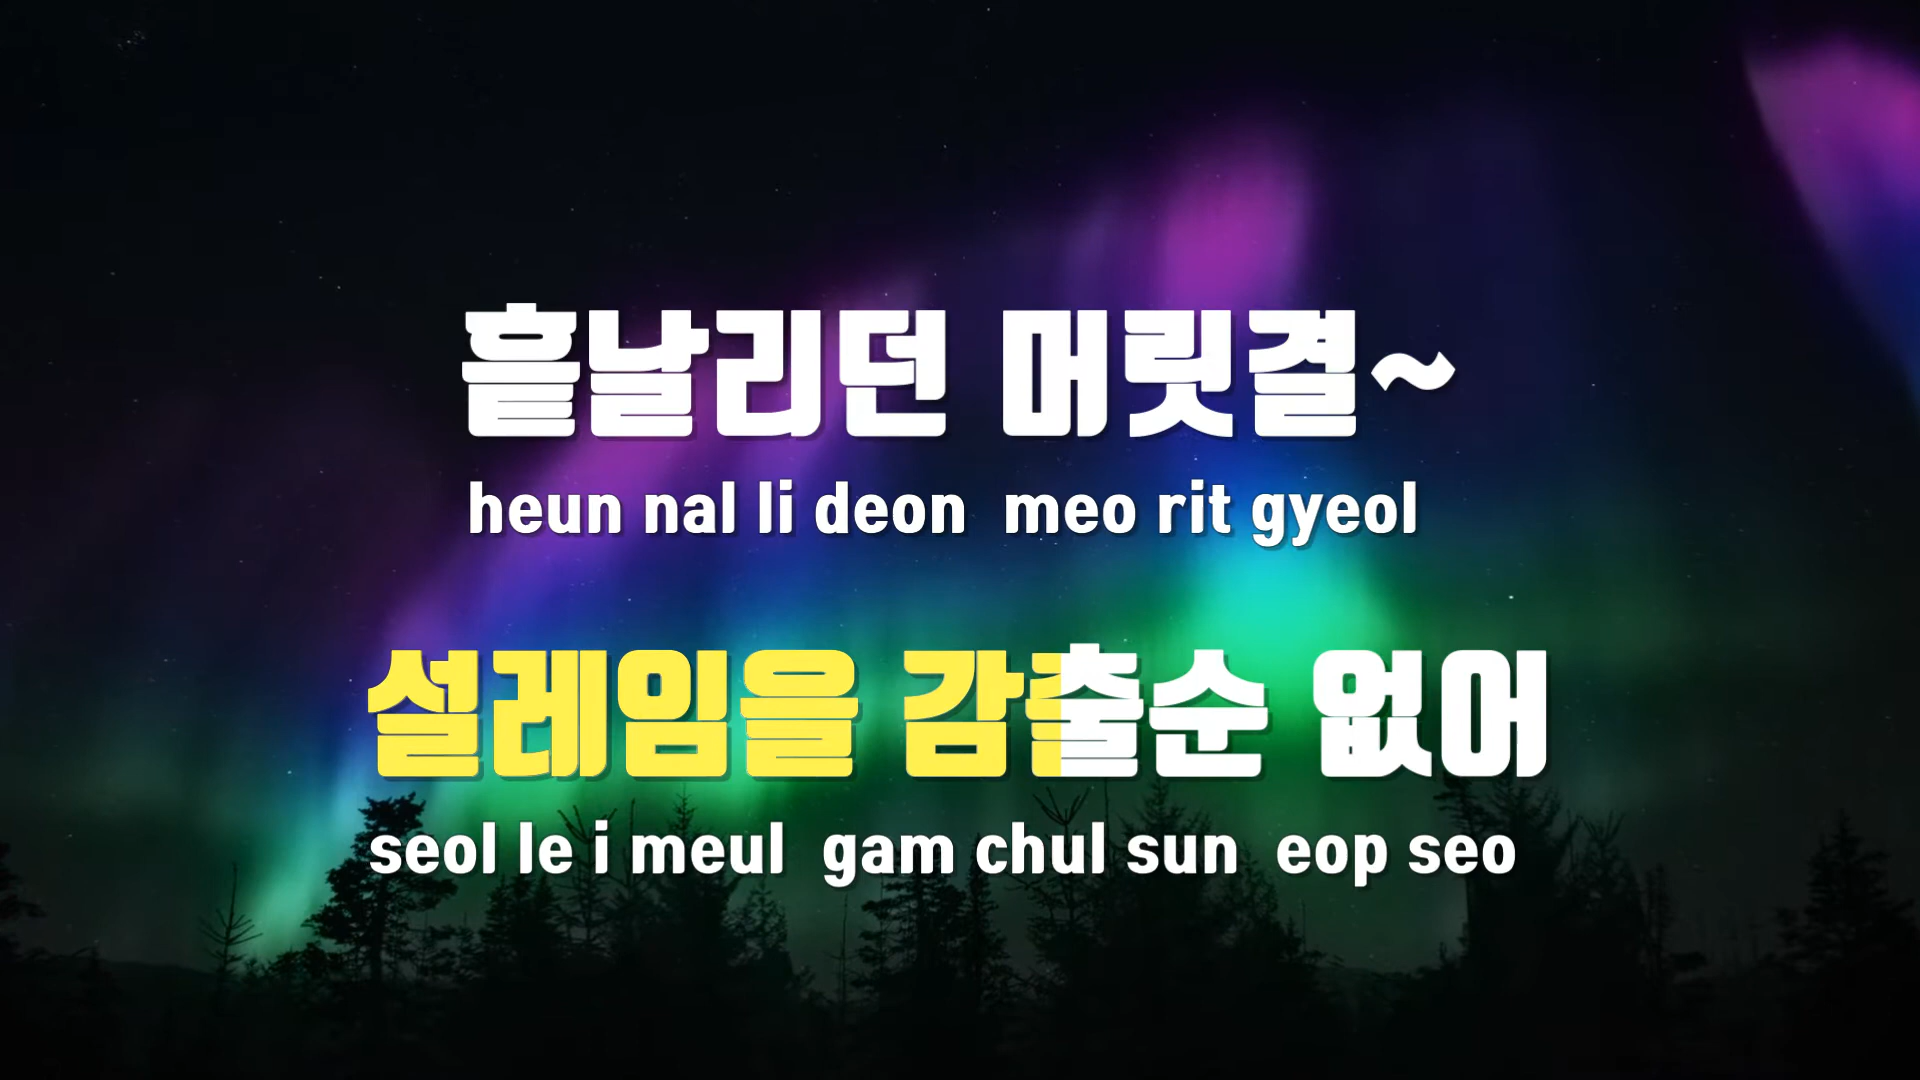 흩날리던 머릿결~
heun nal li deon meo rit gyeol
설레임을 감출순 없어
seol le i meul gam chul sun eop seo